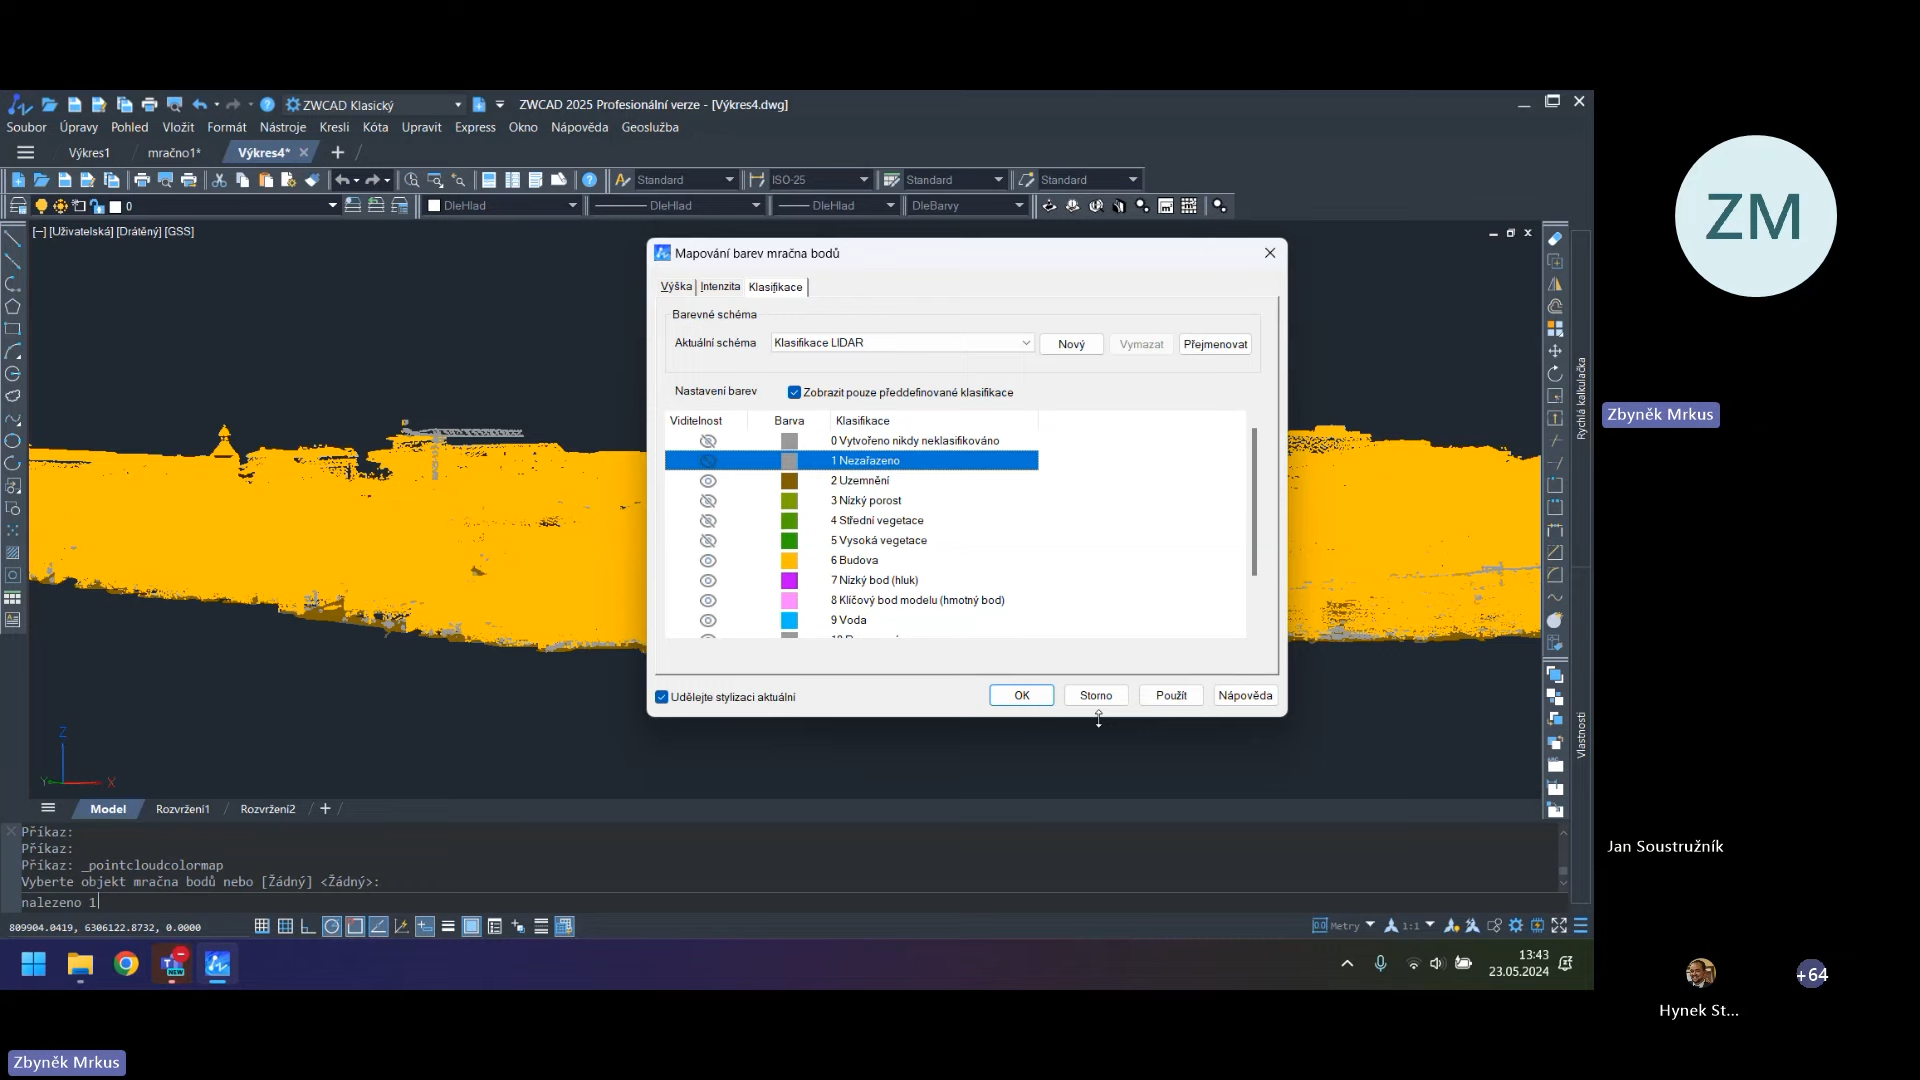 ZWCAD Klasický
ZWCAD 2025 Profesionální verze - [Výkres4.dwg]
Soubor Úpravy Pohled Vložit Formát Nástroje Kresli Kóta Upravit Express Okno Nápověda Geoslužba
Výkres1 mračno1* Výkres4*
Standard ISO-25 Standard Standard
0 DleHlad DleHlad DleHlad DleBarvy
[−] [Uživatelská] [Drátěný] [GSS]
Mapování barev mračna bodů
Výška Intenzita Klasifikace
Barevné schéma
Aktuální schéma Klasifikace LIDAR Nový Vymazat Přejmenovat
Nastavení barev Zobrazit pouze předdefinované klasifikace
Viditelnost Barva Klasifikace
0 Vytvořeno nikdy neklasifikováno
1 Nezařazeno
2 Uzemnění
3 Nízký porost
4 Střední vegetace
5 Vysoká vegetace
6 Budova
7 Nízký bod (hluk)
8 Klíčový bod modelu (hmotný bod)
9 Voda
Udělejte stylizaci aktuální OK Storno Použít Nápověda
Rychlá kalkulačka
Vlastnosti
Z
Y X
Model Rozvržení1 Rozvržení2
Příkaz:
Příkaz:
Příkaz: _pointcloudcolormap
Vyberte objekt mračna bodů nebo [Žádný] <Žádný>:
nalezeno 1
809904.0419, 6306122.8732, 0.0000 Metry 1:1
NEW
13:43
23.05.2024
ZM
Zbyněk Mrkus
Jan Soustružník
+64
Hynek St...
Zbyněk Mrkus